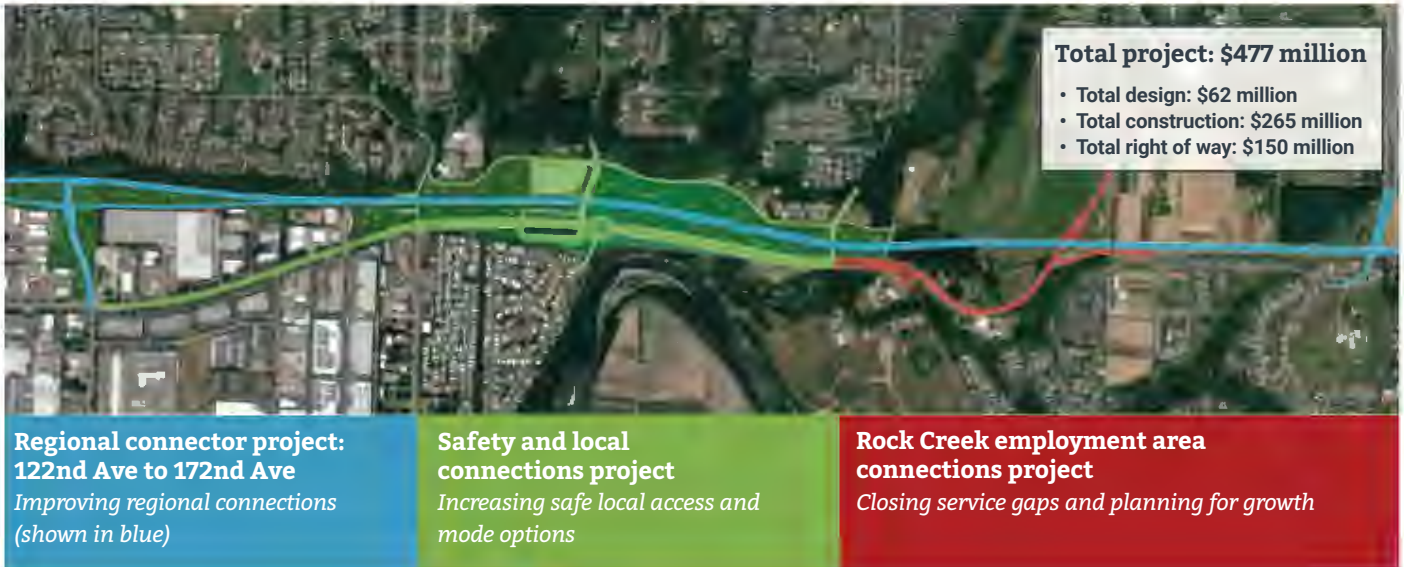 Total project: $477 million
• Total design: $62 million
• Total construction: $265 million
• Total right of way: $150 million
Regional connector project:
122nd Ave to 172nd Ave
Improving regional connections
(shown in blue)
Safety and local
connections project
Increasing safe local access and
mode options
Rock Creek employment area
connections project
Closing service gaps and planning for growth